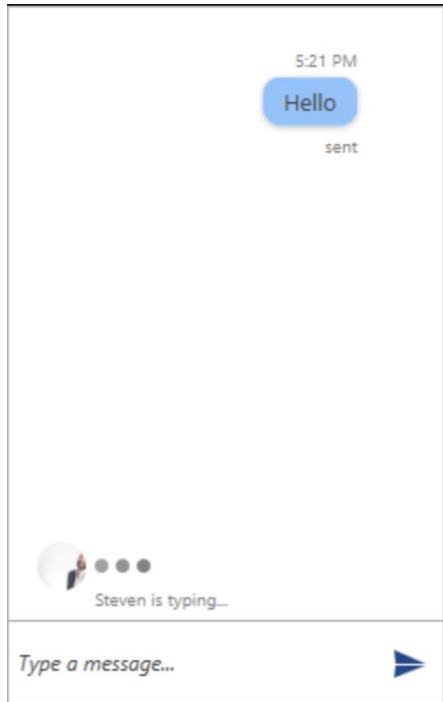 5:21 PM
Hello
sent
Steven is typing...
Type a message...